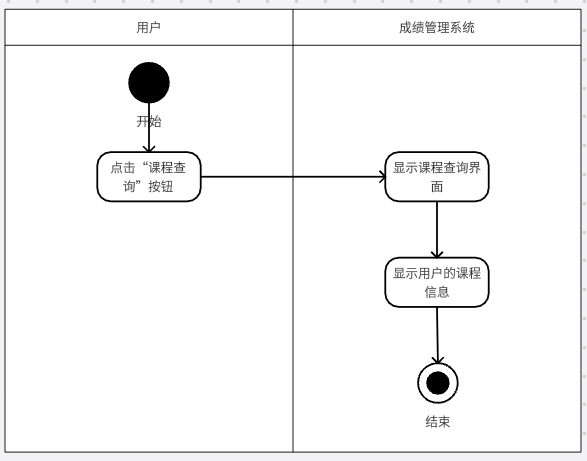 用户
成绩管理系统
开始
点击“课程查
询”按钮
显示课程查询界
面
显示用户的课程
信息
结束